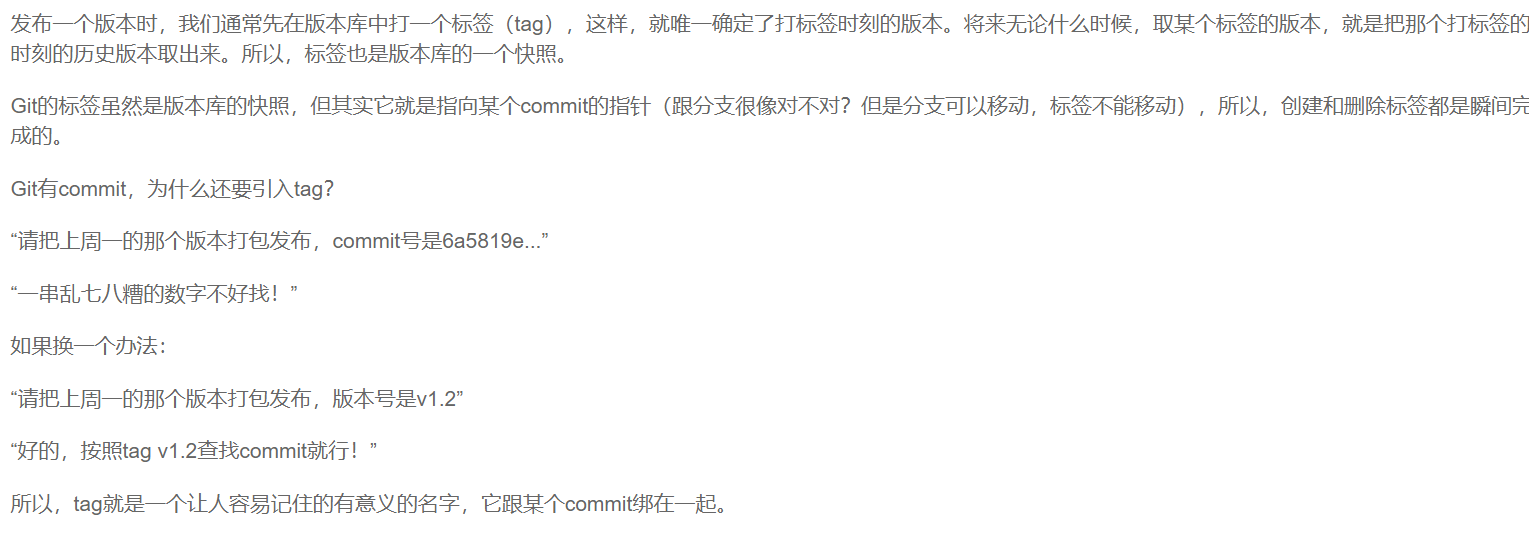 发布一个版本时，我们通常先在版本库中打一个标签（tag），这样，就唯一确定了打标签时刻的版本。将来无论什么时候，取某个标签的版本，就是把那个打标签的
时刻的历史版本取出来。所以，标签也是版本库的一个快照。
Git的标签虽然是版本库的快照，但其实它就是指向某个commit的指针（跟分支很像对不对？但是分支可以移动，标签不能移动），所以，创建和删除标签都是瞬间完
成的。
Git有commit，为什么还要引入tag？
“请把上周一的那个版本打包发布，commit号是6a5819e...”
“一串乱七八糟的数字不好找！”
如果换一个办法：
“请把上周一的那个版本打包发布，版本号是v1.2”
“好的，按照tag v1.2查找commit就行！”
所以，tag就是一个让人容易记住的有意义的名字，它跟某个commit绑在一起。